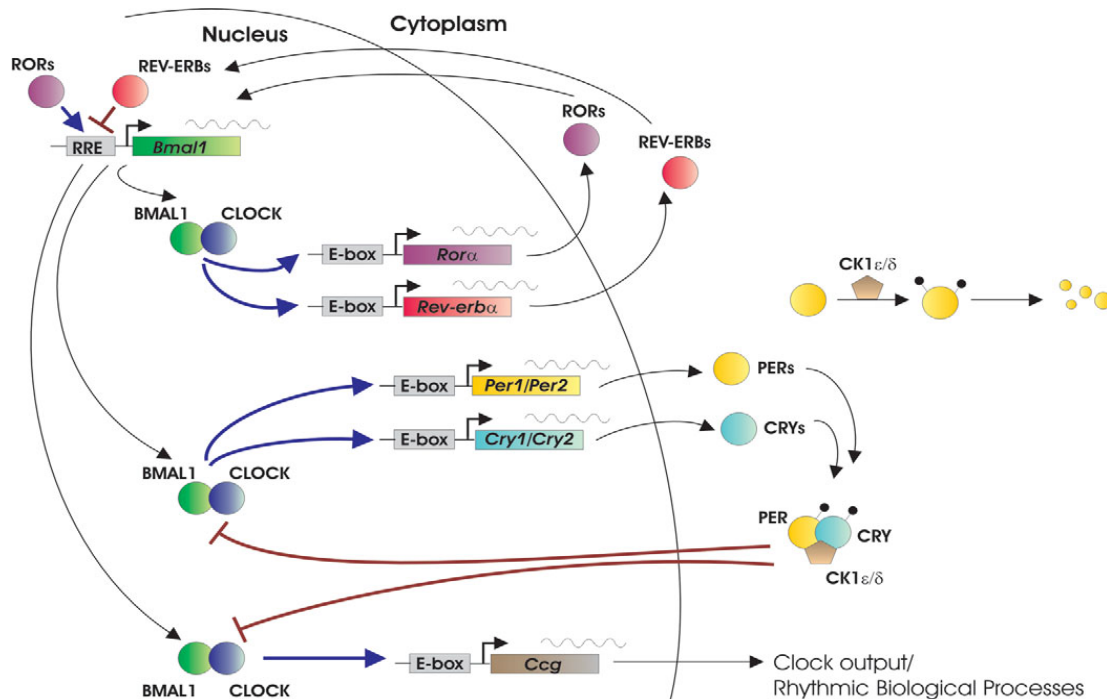 Nucleus
Cytoplasm
RORs
REV-ERBs
RRE
Bmal1
RORs
REV-ERBs
BMAL1
CLOCK
E-box
Rorα
E-box
Rev-erbα
CK1ε/δ
E-box
Per1/Per2
PERs
E-box
Cry1/Cry2
CRYs
BMAL1
CLOCK
PER
CRY
CK1ε/δ
BMAL1
CLOCK
E-box
Ccg
Clock output/
Rhythmic Biological Processes